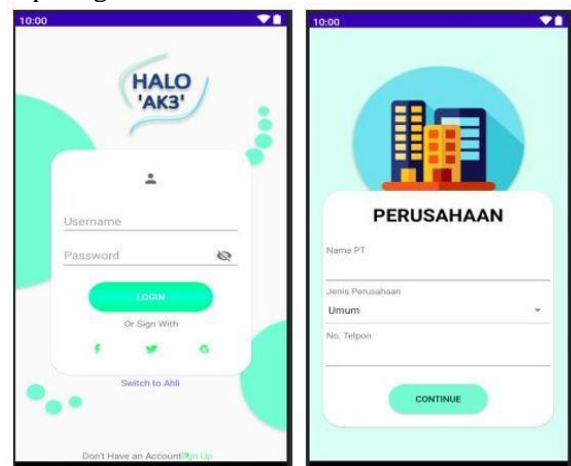 10:00
HALO
'AK3'
Username
Password
LOGIN
Or Sign With
f
G
Switch to Ahli
Don't Have an Account? Sign Up
10:00
PERUSAHAAN
Nama PT
Jenis Perusahaan
Umum
No. Telpon
CONTINUE